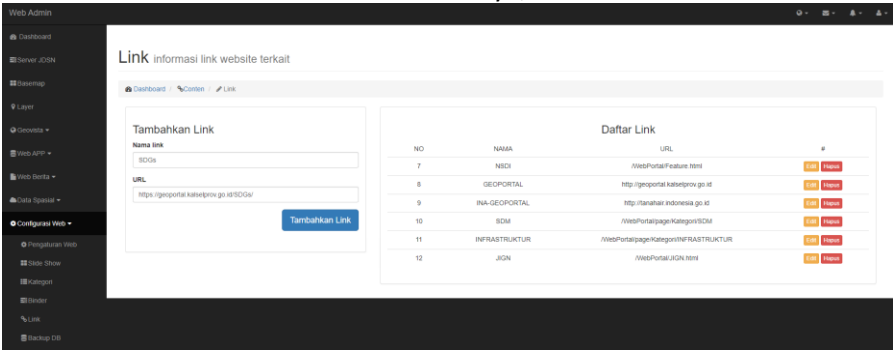 Web Admin
Dashboard
Server JDSN
Basemap
Layer
Geovista
Web APP
Web Berita
Data Spasial
Configurasi Web
Pengaturan Web
Slide Show
Kategori
Binder
Link
Backup DB
Link informasi link website terkait
Dashboard / Conten / Link
Tambahkan Link
Nama link
SDGs
URL
https://geoportal.kalselprov.go.id/SDGs/
Tambahkan Link
Daftar Link
NO NAMA URL #
7 NSDI /WebPortal/Feature.html Edit Hapus
8 GEOPORTAL http://geoportal.kalselprov.go.id Edit Hapus
9 INA-GEOPORTAL http://tanahair.indonesia.go.id Edit Hapus
10 SDM /WebPortal/page/Kategori/SDM Edit Hapus
11 INFRASTRUKTUR /WebPortal/page/Kategori/INFRASTRUKTUR Edit Hapus
12 JIGN /WebPortal/JIGN.html Edit Hapus